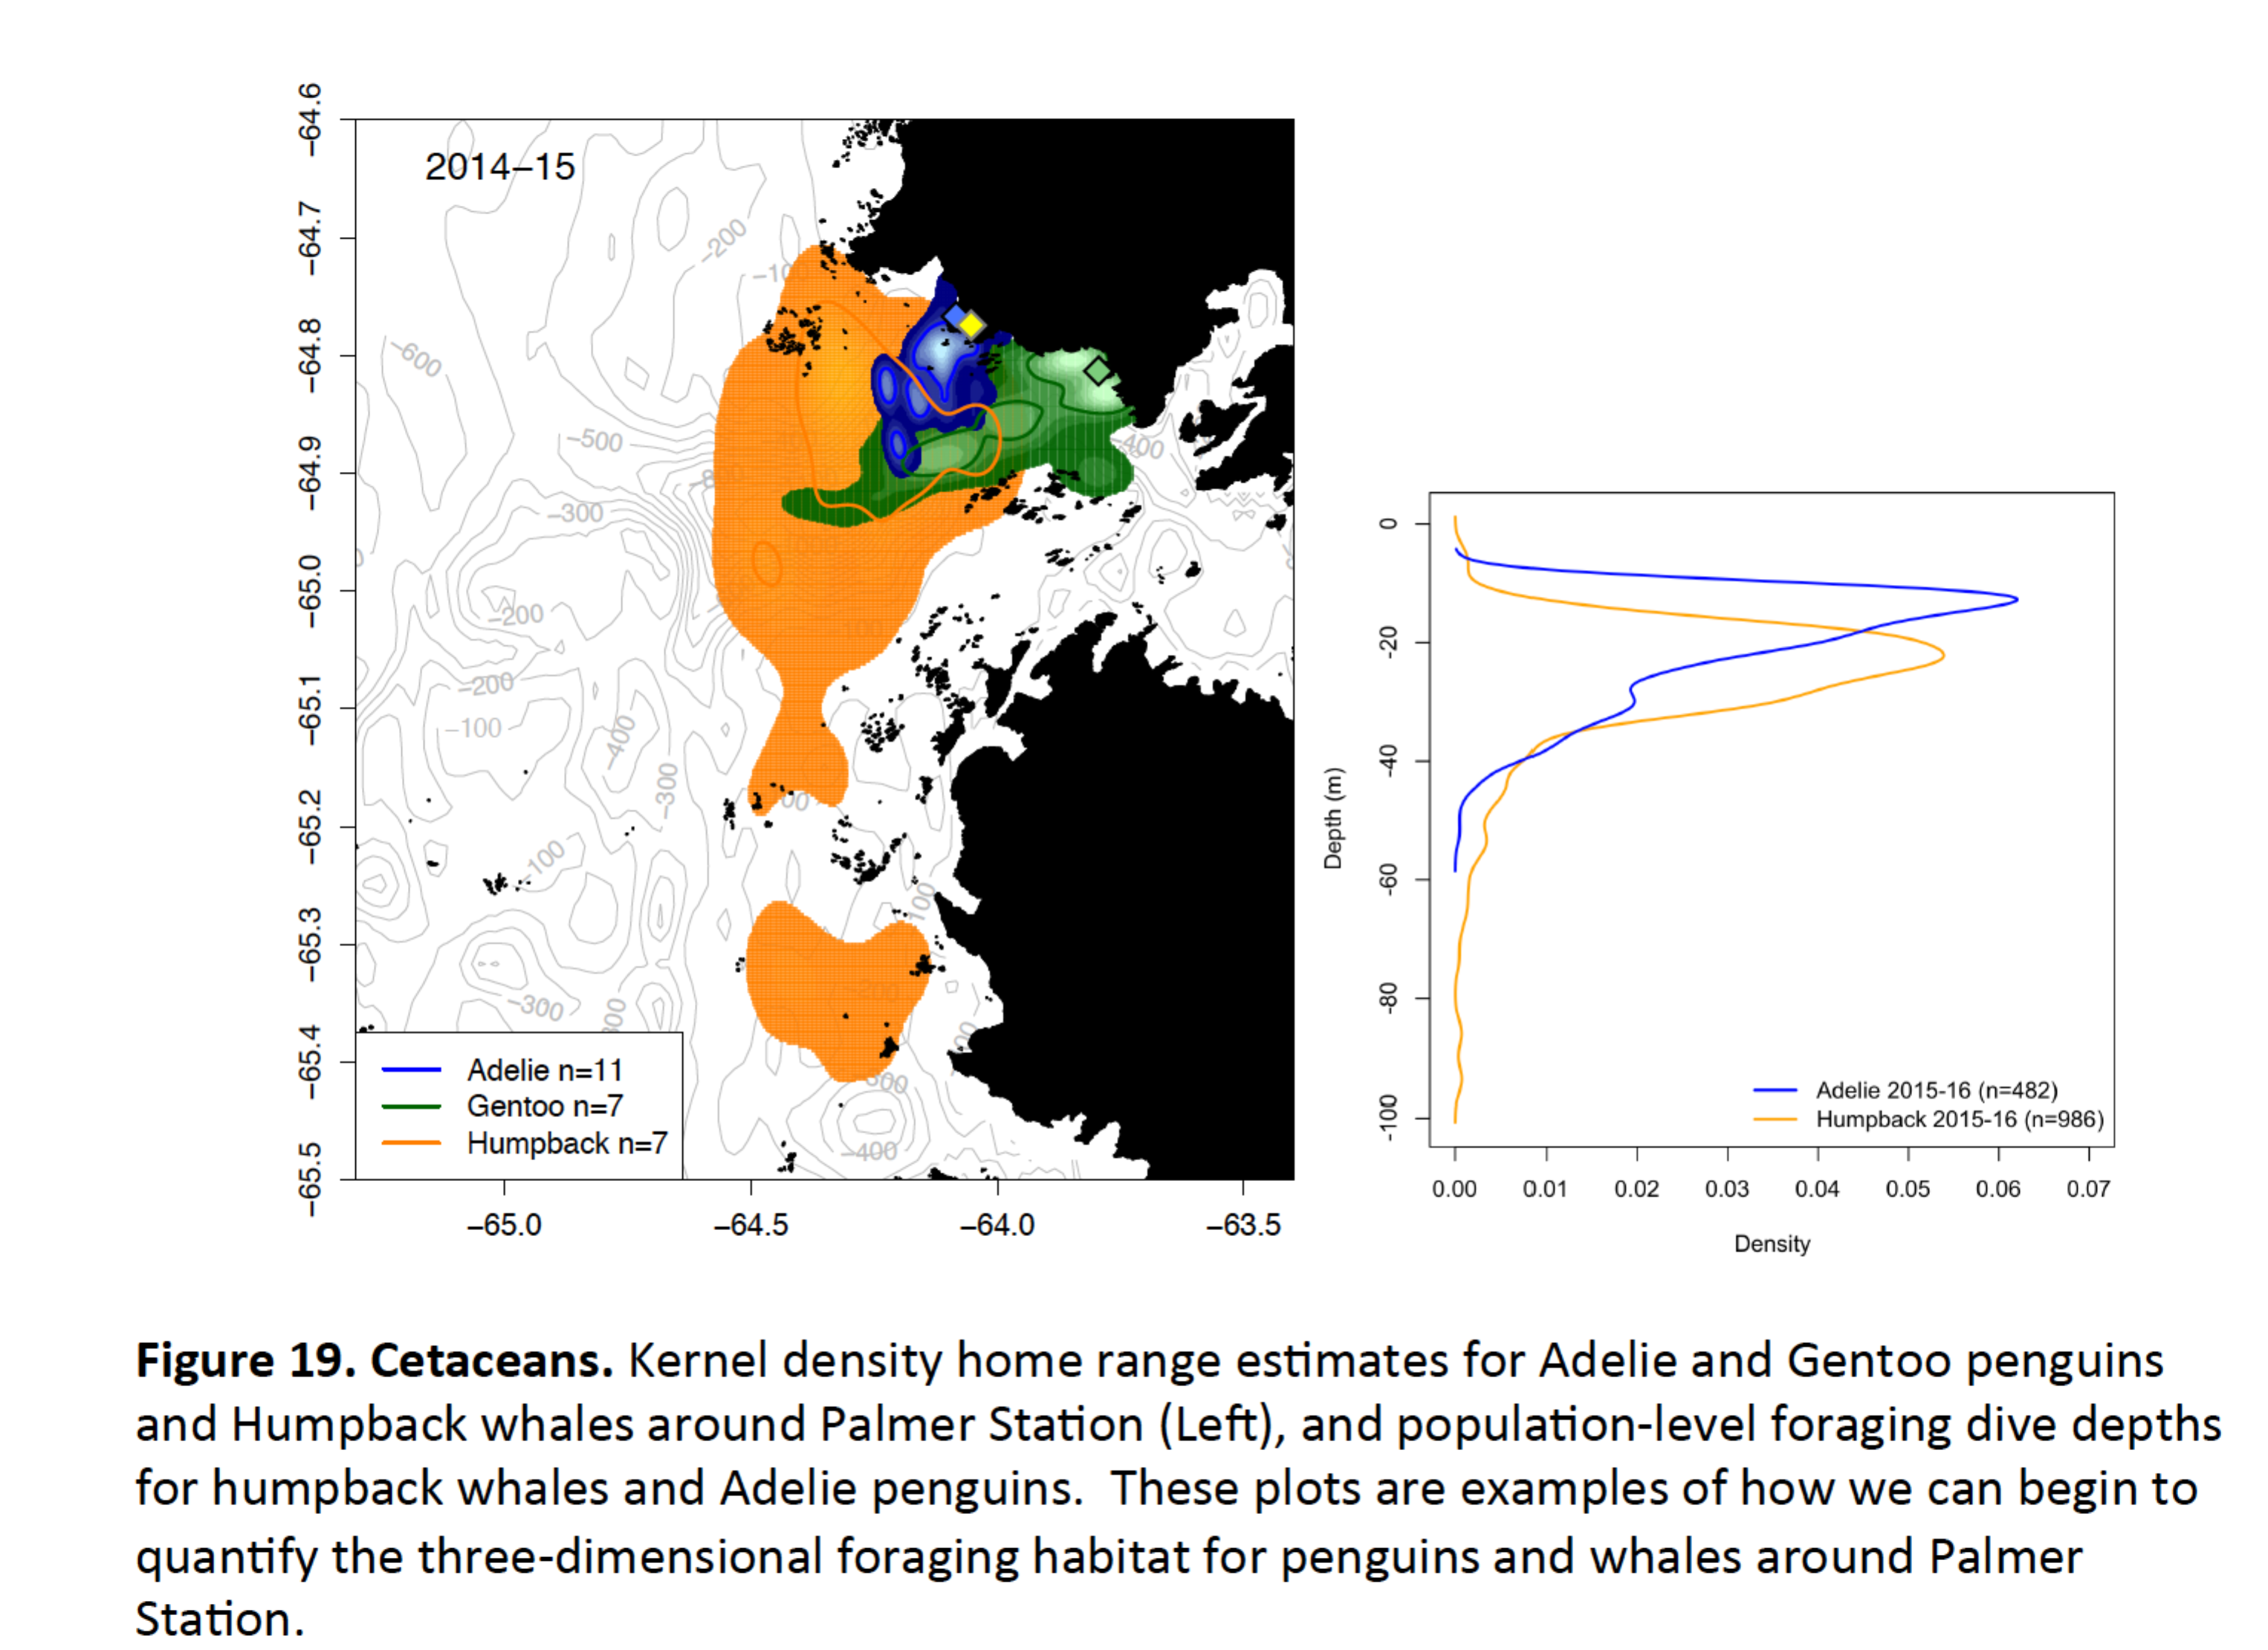 2014–15
−64.6
−64.7
−64.8
−64.9
−65.0
−65.1
−65.2
−65.3
−65.4
−65.5
−200
−600
−500
−400
−300
−200
−200
−100
−400
−300
100
−100
−200
100
−300
−400
Adelie n=11
Gentoo n=7
Humpback n=7
−65.0 −64.5 −64.0 −63.5
Depth (m)
0
-20
-40
-60
-80
-100
Adelie 2015-16 (n=482)
Humpback 2015-16 (n=986)
0.00 0.01 0.02 0.03 0.04 0.05 0.06 0.07
Density
Figure 19. Cetaceans. Kernel density home range estimates for Adelie and Gentoo penguins
and Humpback whales around Palmer Station (Left), and population-level foraging dive depths
for humpback whales and Adelie penguins.  These plots are examples of how we can begin to
quantify the three-dimensional foraging habitat for penguins and whales around Palmer
Station.